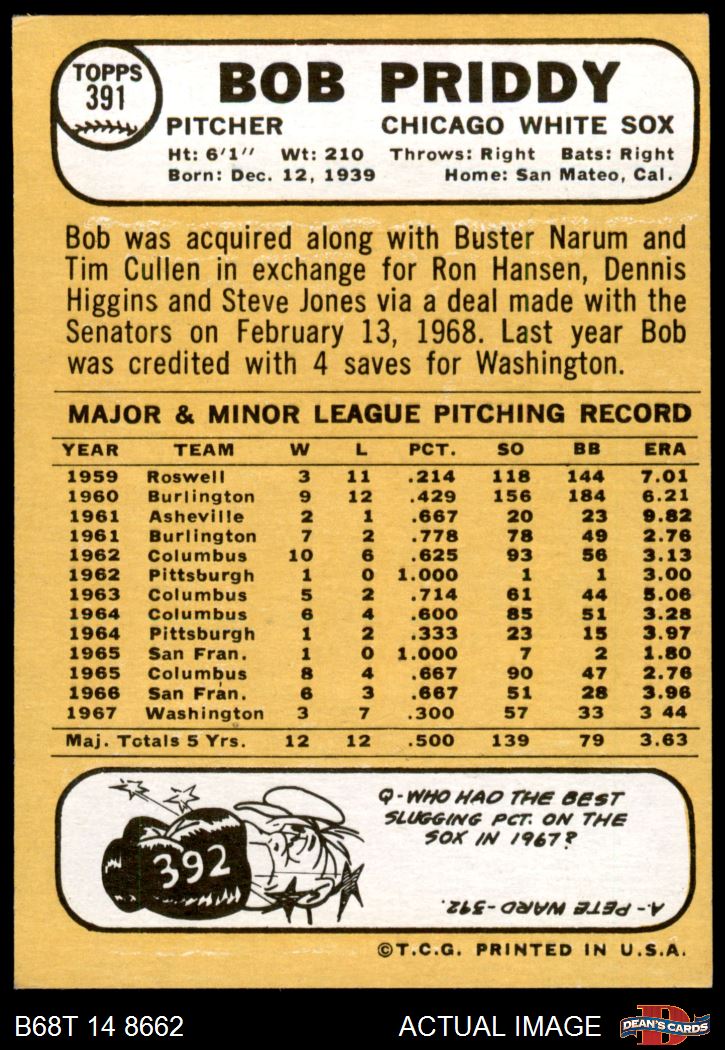 TOPPS
391
BOB PRIDDY
PITCHER CHICAGO WHITE SOX
Ht: 6'1" Wt: 210 Throws: Right Bats: Right
Born: Dec. 12, 1939 Home: San Mateo, Cal.
Bob was acquired along with Buster Narum and
Tim Cullen in exchange for Ron Hansen, Dennis
Higgins and Steve Jones via a deal made with the
Senators on February 13, 1968. Last year Bob
was credited with 4 saves for Washington.
MAJOR & MINOR LEAGUE PITCHING RECORD
YEAR TEAM W L PCT. SO BB ERA
1959 Roswell 3 11 .214 118 144 7.01
1960 Burlington 9 12 .429 156 184 6.21
1961 Asheville 2 1 .667 20 23 9.82
1961 Burlington 7 2 .778 78 49 2.76
1962 Columbus 10 6 .625 93 56 3.13
1962 Pittsburgh 1 0 1.000 1 1 3.00
1963 Columbus 5 2 .714 61 44 5.06
1964 Columbus 6 4 .600 85 51 3.28
1964 Pittsburgh 1 2 .333 23 15 3.97
1965 San Fran. 1 0 1.000 7 2 1.80
1965 Columbus 8 4 .667 90 47 2.76
1966 San Fran. 6 3 .667 51 28 3.96
1967 Washington 3 7 .300 57 33 3 44
Maj. Totals 5 Yrs. 12 12 .500 139 79 3.63
392
Q-WHO HAD THE BEST
SLUGGING PCT. ON THE
SOX IN 1967?
A-PETE WARD-392.
©T.C.G. PRINTED IN U.S.A.
B68T 14 8662 ACTUAL IMAGE
DEAN'S CARDS